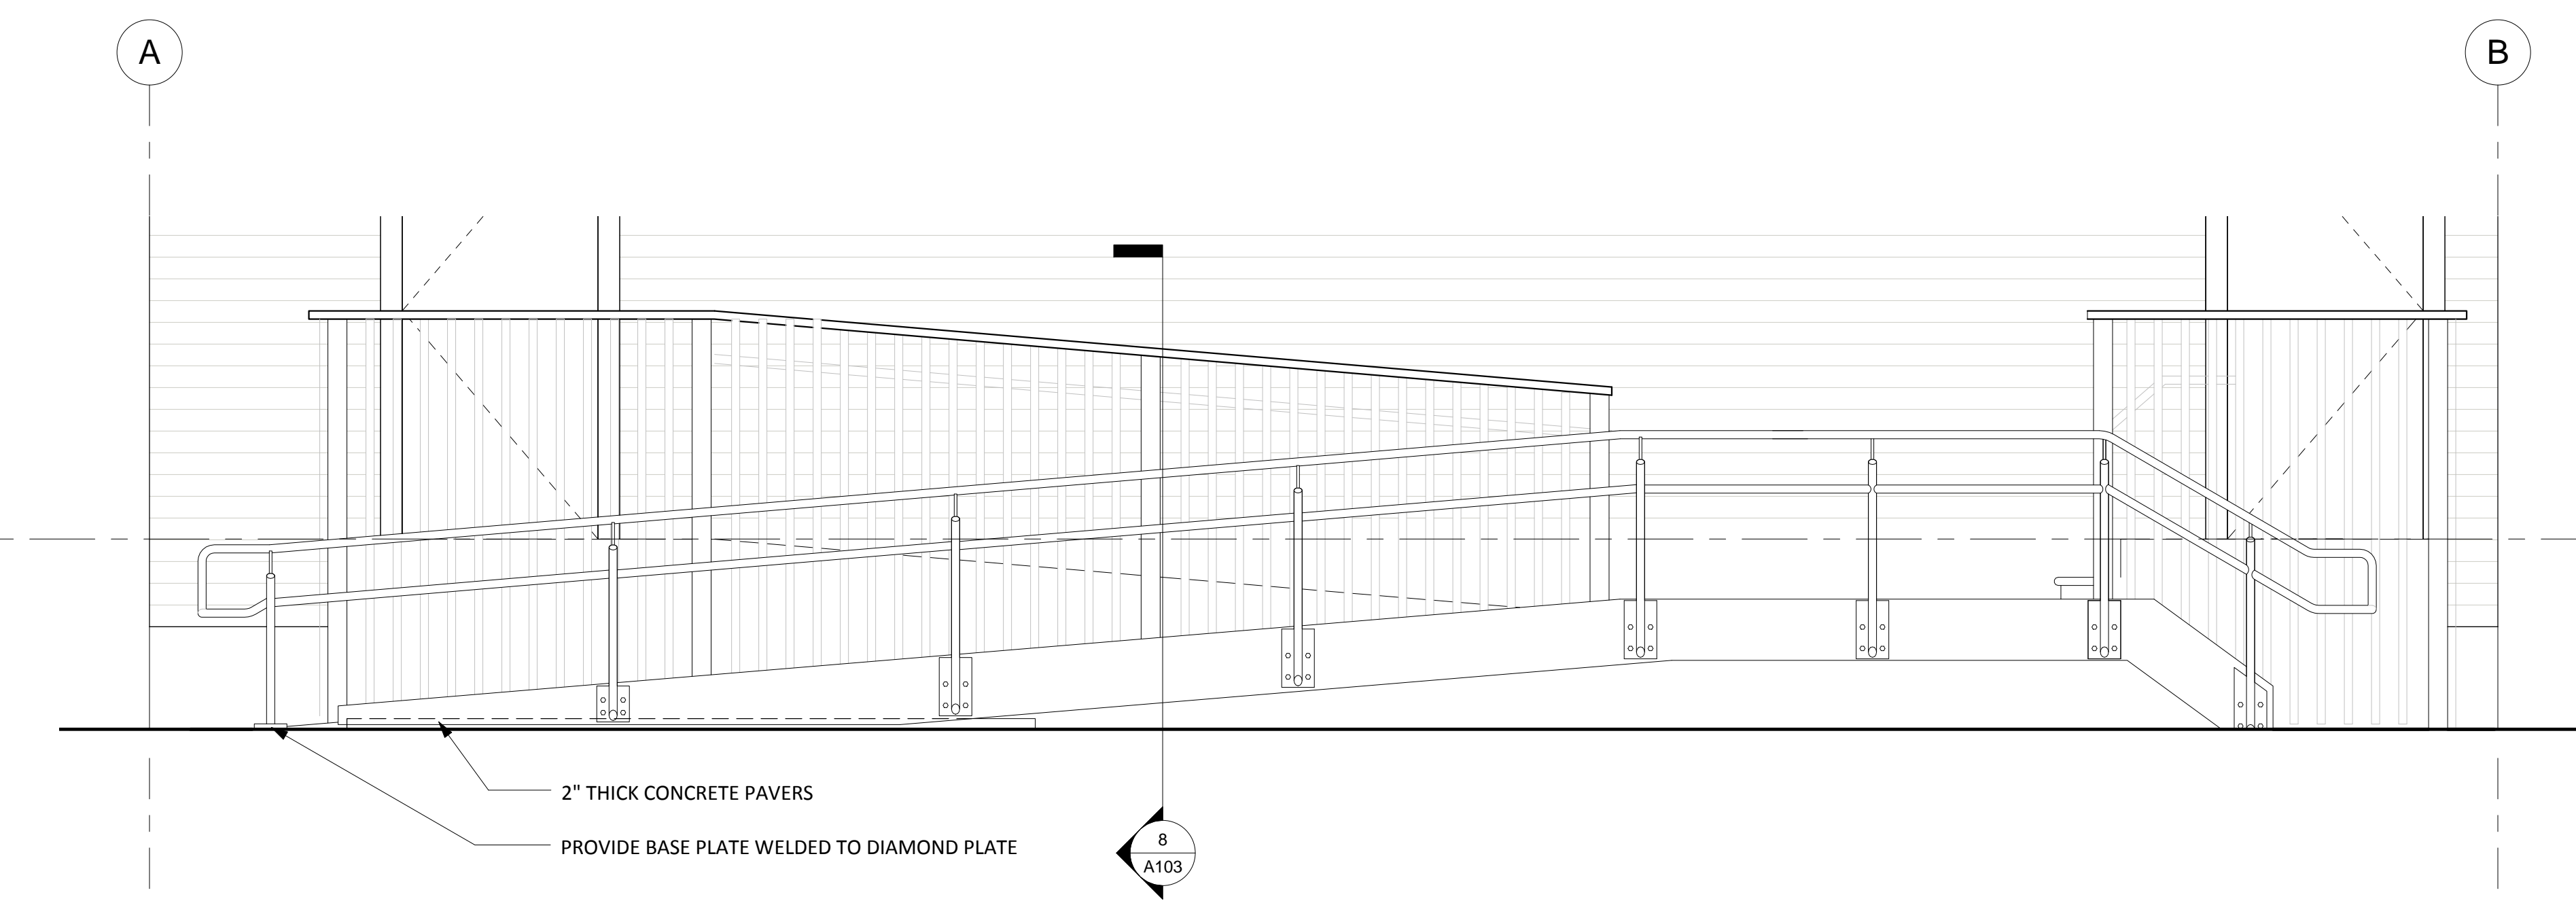 A
B
2" THICK CONCRETE PAVERS
PROVIDE BASE PLATE WELDED TO DIAMOND PLATE
8
A103